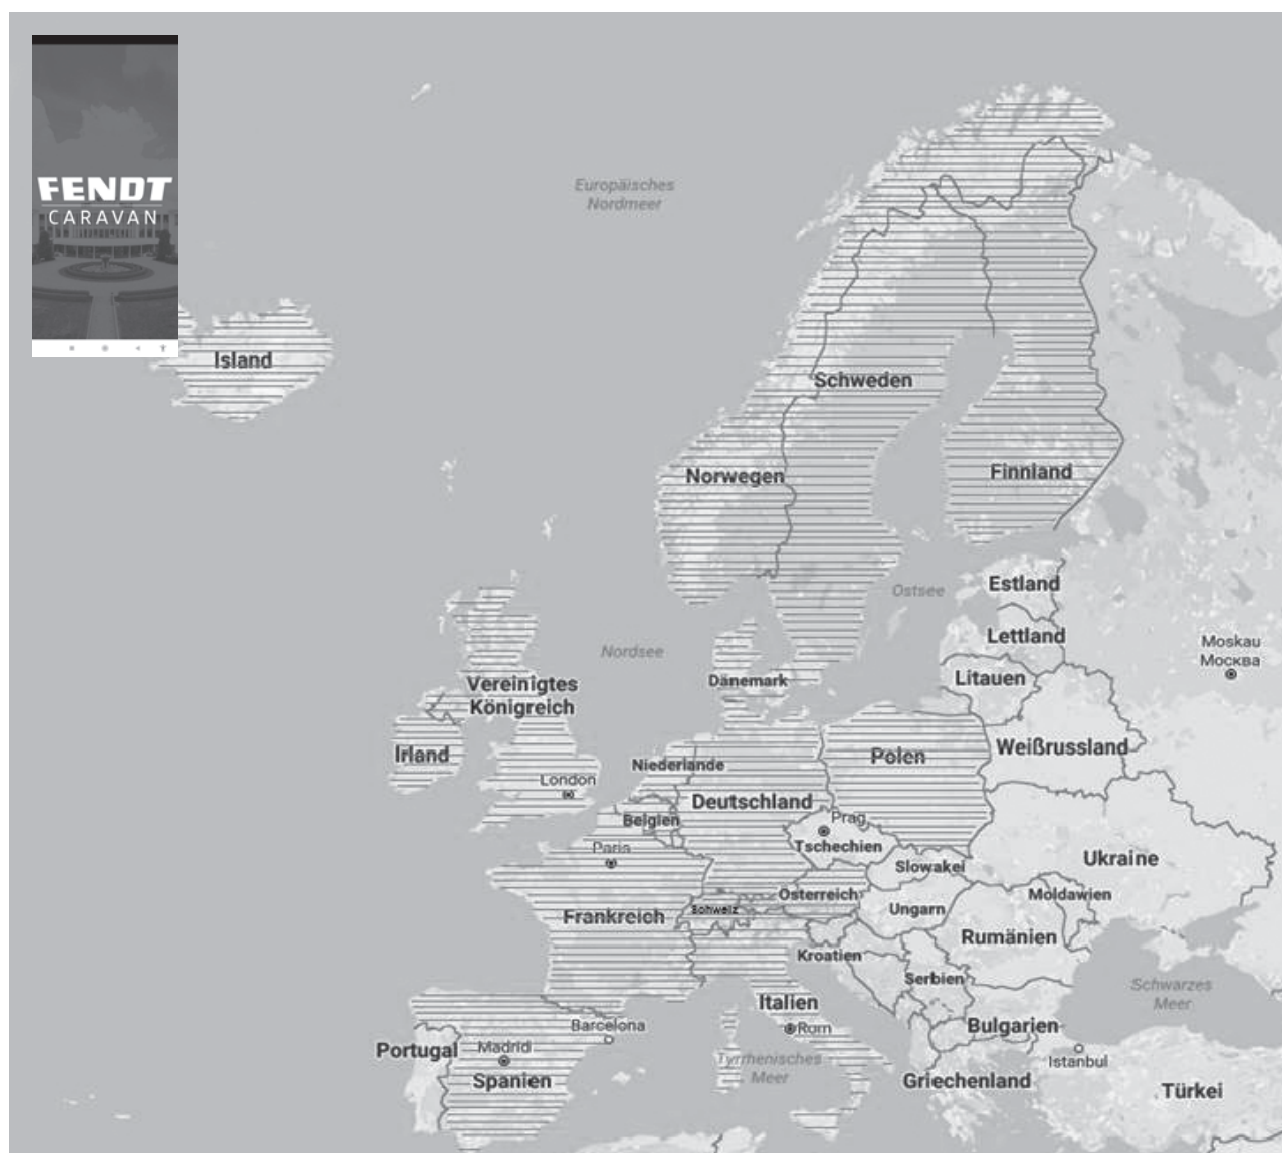 FENDT
CARAVAN
Europäisches
Nordmeer
Island
Schweden
Norwegen
Finnland
Estland
Ostsee
Lettland
Moskau
Москва
Nordsee
Litauen
Dänemark
Vereinigtes
Königreich
Irland
Weißrussland
Polen
Niederlande
London
Deutschland
Belgien
Prag
Paris
Tschechien
Ukraine
Slowakei
Österreich
Moldawien
Schweiz
Ungarn
Frankreich
Rumänien
Kroatien
Serbien
Schwarzes
Meer
Italien
Barcelona
Rom
Bulgarien
Portugal
Madrid
Tyrrhenisches
Meer
Istanbul
Spanien
Griechenland
Türkei